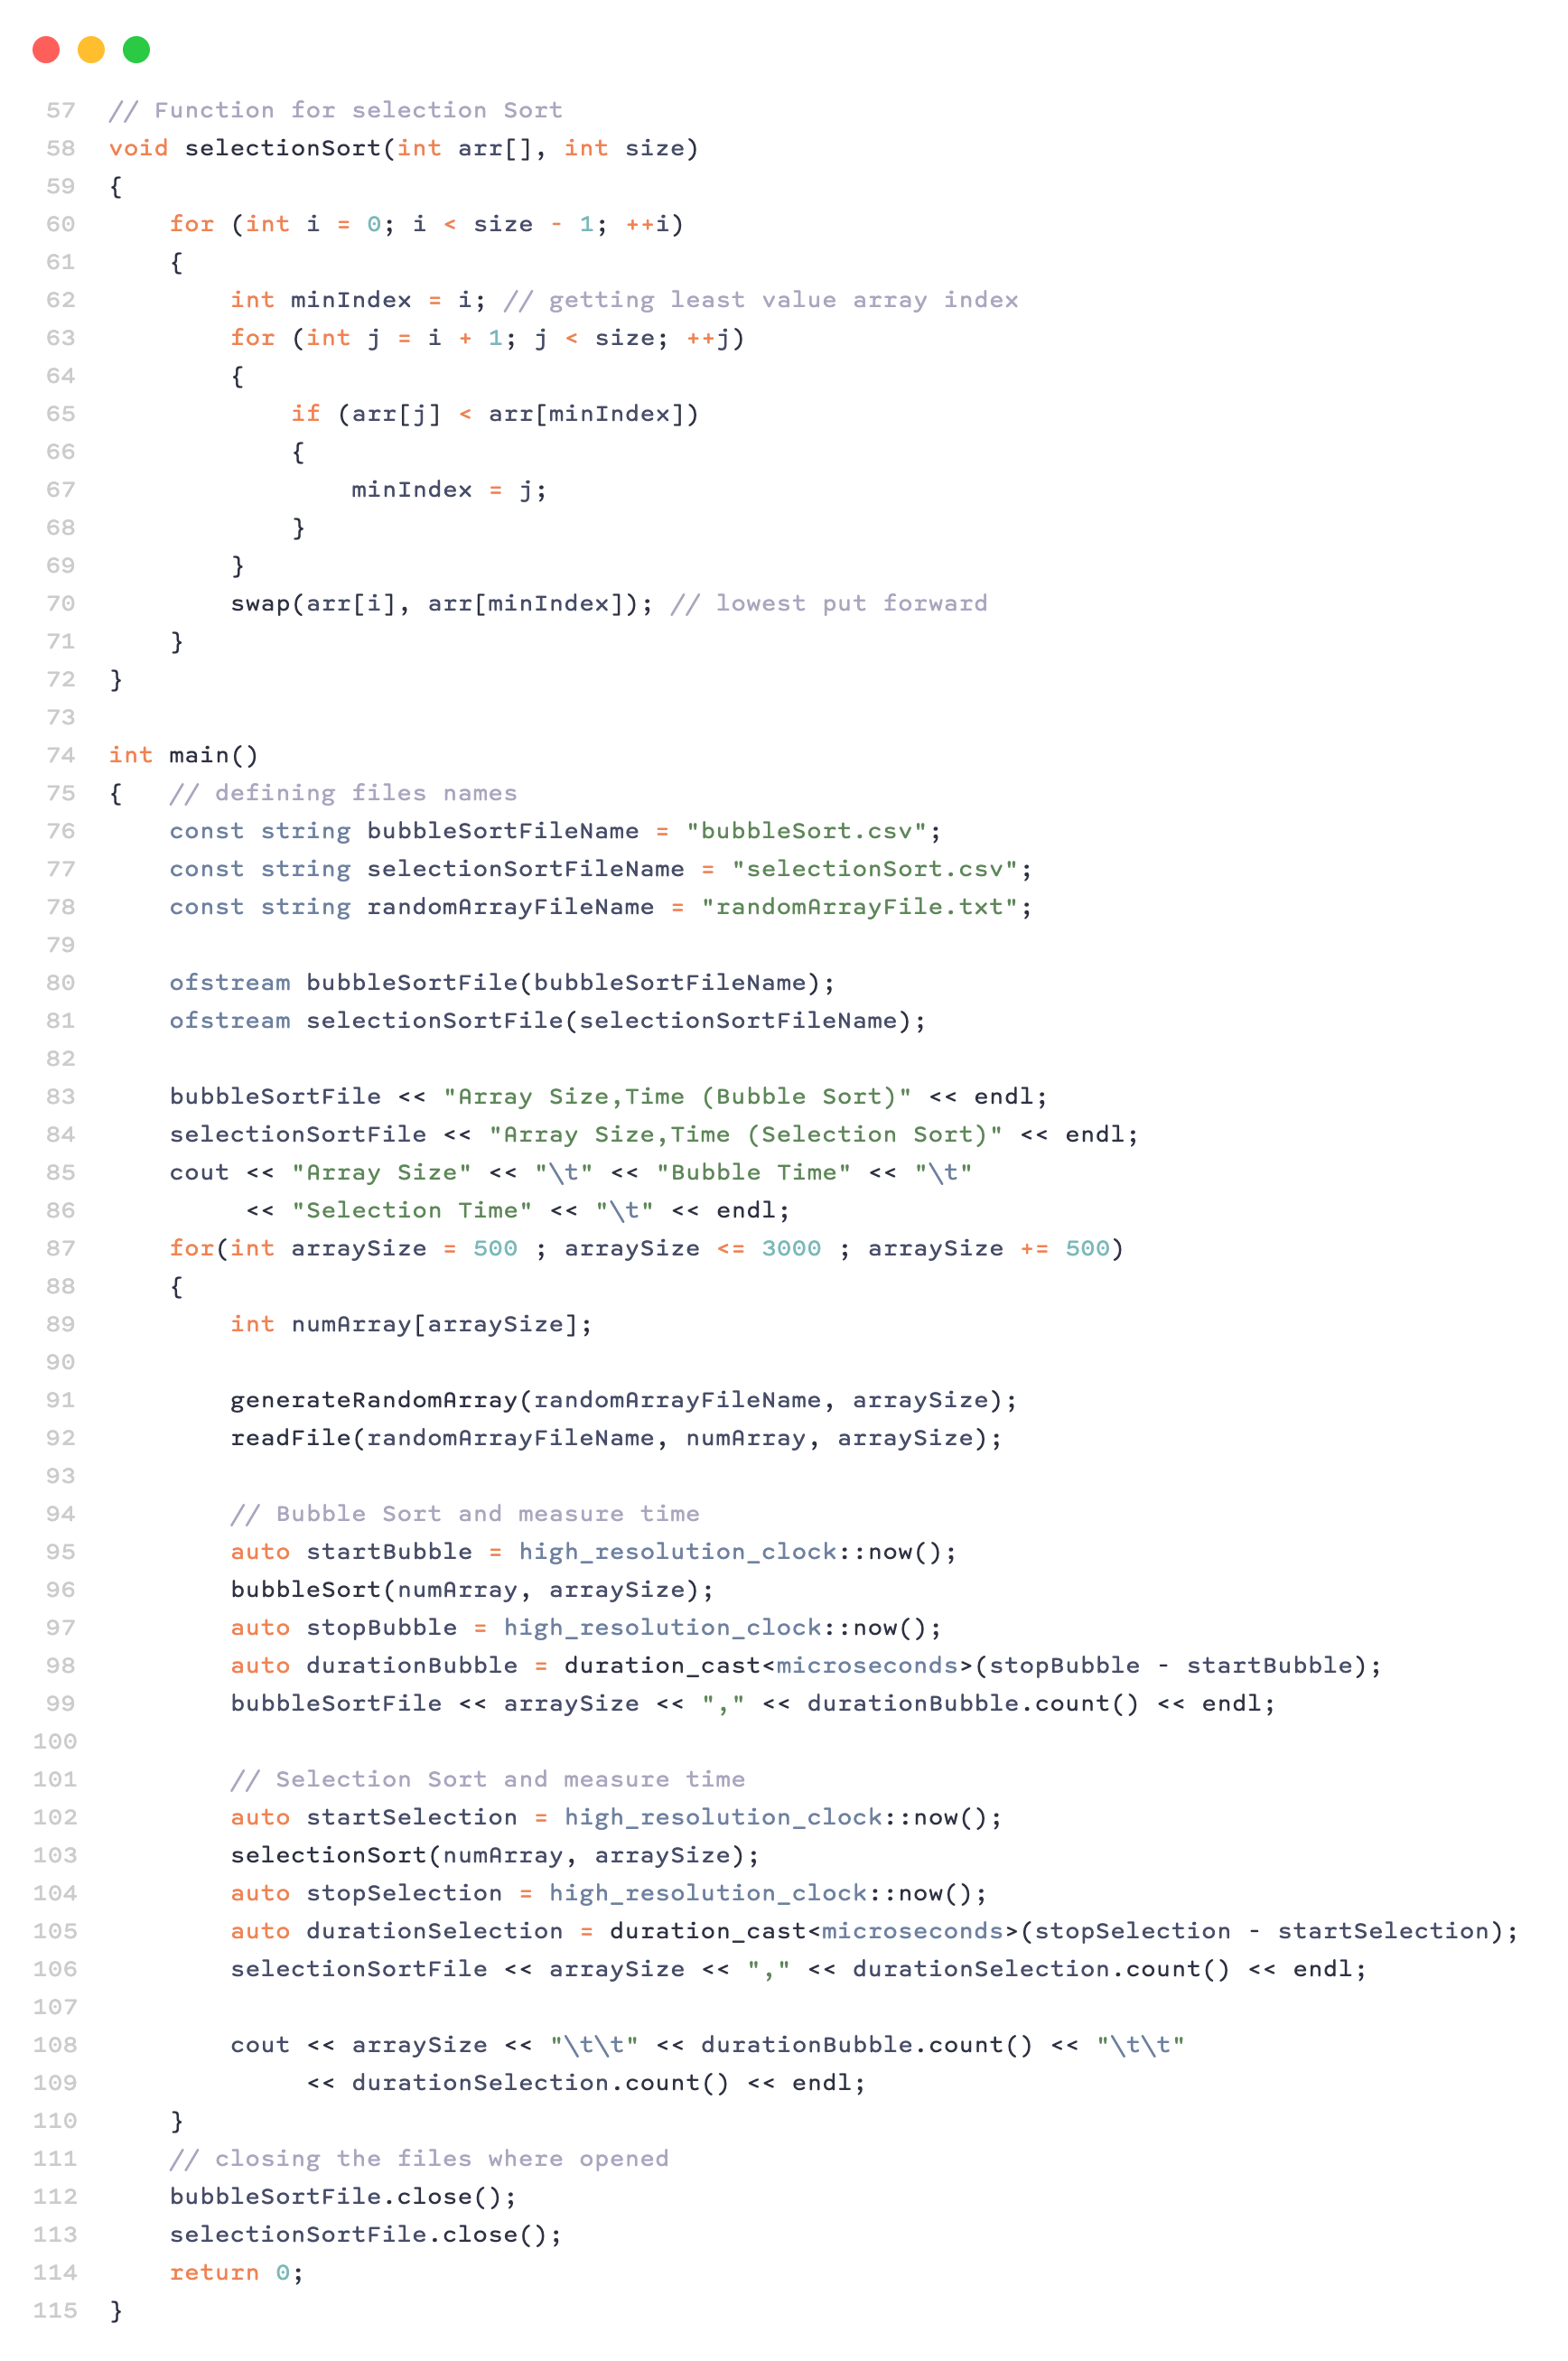 57 // Function for selection Sort
58 void selectionSort(int arr[], int size)
59 {
60     for (int i = 0; i < size - 1; ++i)
61     {
62         int minIndex = i; // getting least value array index
63         for (int j = i + 1; j < size; ++j)
64         {
65             if (arr[j] < arr[minIndex])
66             {
67                 minIndex = j;
68             }
69         }
70         swap(arr[i], arr[minIndex]); // lowest put forward
71     }
72 }
73
74 int main()
75 {   // defining files names
76     const string bubbleSortFileName = "bubbleSort.csv";
77     const string selectionSortFileName = "selectionSort.csv";
78     const string randomArrayFileName = "randomArrayFile.txt";
79
80     ofstream bubbleSortFile(bubbleSortFileName);
81     ofstream selectionSortFile(selectionSortFileName);
82
83     bubbleSortFile << "Array Size,Time (Bubble Sort)" << endl;
84     selectionSortFile << "Array Size,Time (Selection Sort)" << endl;
85     cout << "Array Size" << "\t" << "Bubble Time" << "\t"
86          << "Selection Time" << "\t" << endl;
87     for(int arraySize = 500 ; arraySize <= 3000 ; arraySize += 500)
88     {
89         int numArray[arraySize];
90
91         generateRandomArray(randomArrayFileName, arraySize);
92         readFile(randomArrayFileName, numArray, arraySize);
93
94         // Bubble Sort and measure time
95         auto startBubble = high_resolution_clock::now();
96         bubbleSort(numArray, arraySize);
97         auto stopBubble = high_resolution_clock::now();
98         auto durationBubble = duration_cast<microseconds>(stopBubble - startBubble);
99         bubbleSortFile << arraySize << "," << durationBubble.count() << endl;
100
101         // Selection Sort and measure time
102         auto startSelection = high_resolution_clock::now();
103         selectionSort(numArray, arraySize);
104         auto stopSelection = high_resolution_clock::now();
105         auto durationSelection = duration_cast<microseconds>(stopSelection - startSelection);
106         selectionSortFile << arraySize << "," << durationSelection.count() << endl;
107
108         cout << arraySize << "\t\t" << durationBubble.count() << "\t\t"
109              << durationSelection.count() << endl;
110     }
111     // closing the files where opened
112     bubbleSortFile.close();
113     selectionSortFile.close();
114     return 0;
115 }